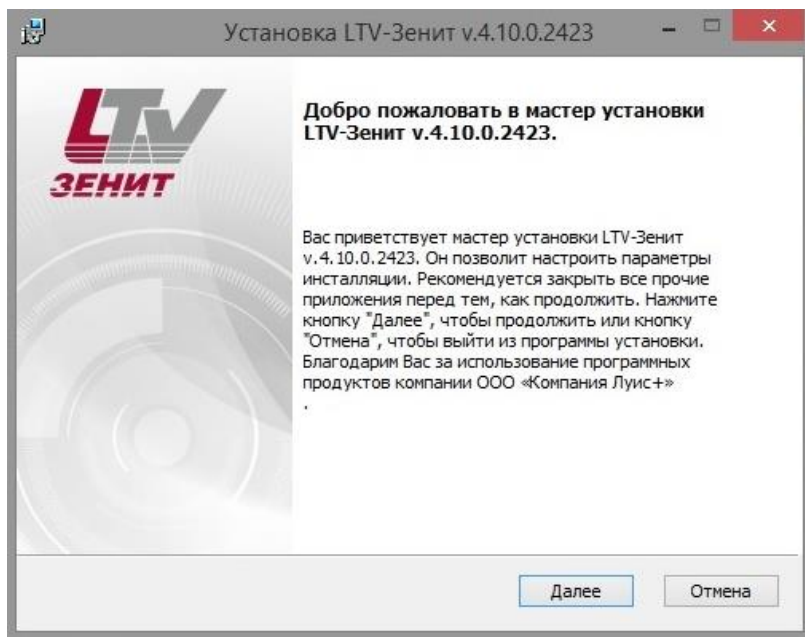 Установка LTV-Зенит v.4.10.0.2423
LTV
ЗЕНИТ
Добро пожаловать в мастер установки
LTV-Зенит v.4.10.0.2423.
Вас приветствует мастер установки LTV-Зенит
v.4.10.0.2423. Он позволит настроить параметры
инсталляции. Рекомендуется закрыть все прочие
приложения перед тем, как продолжить. Нажмите
кнопку "Далее", чтобы продолжить или кнопку
"Отмена", чтобы выйти из программы установки.
Благодарим Вас за использование программных
продуктов компании ООО «Компания Луис+»
.
Далее
Отмена